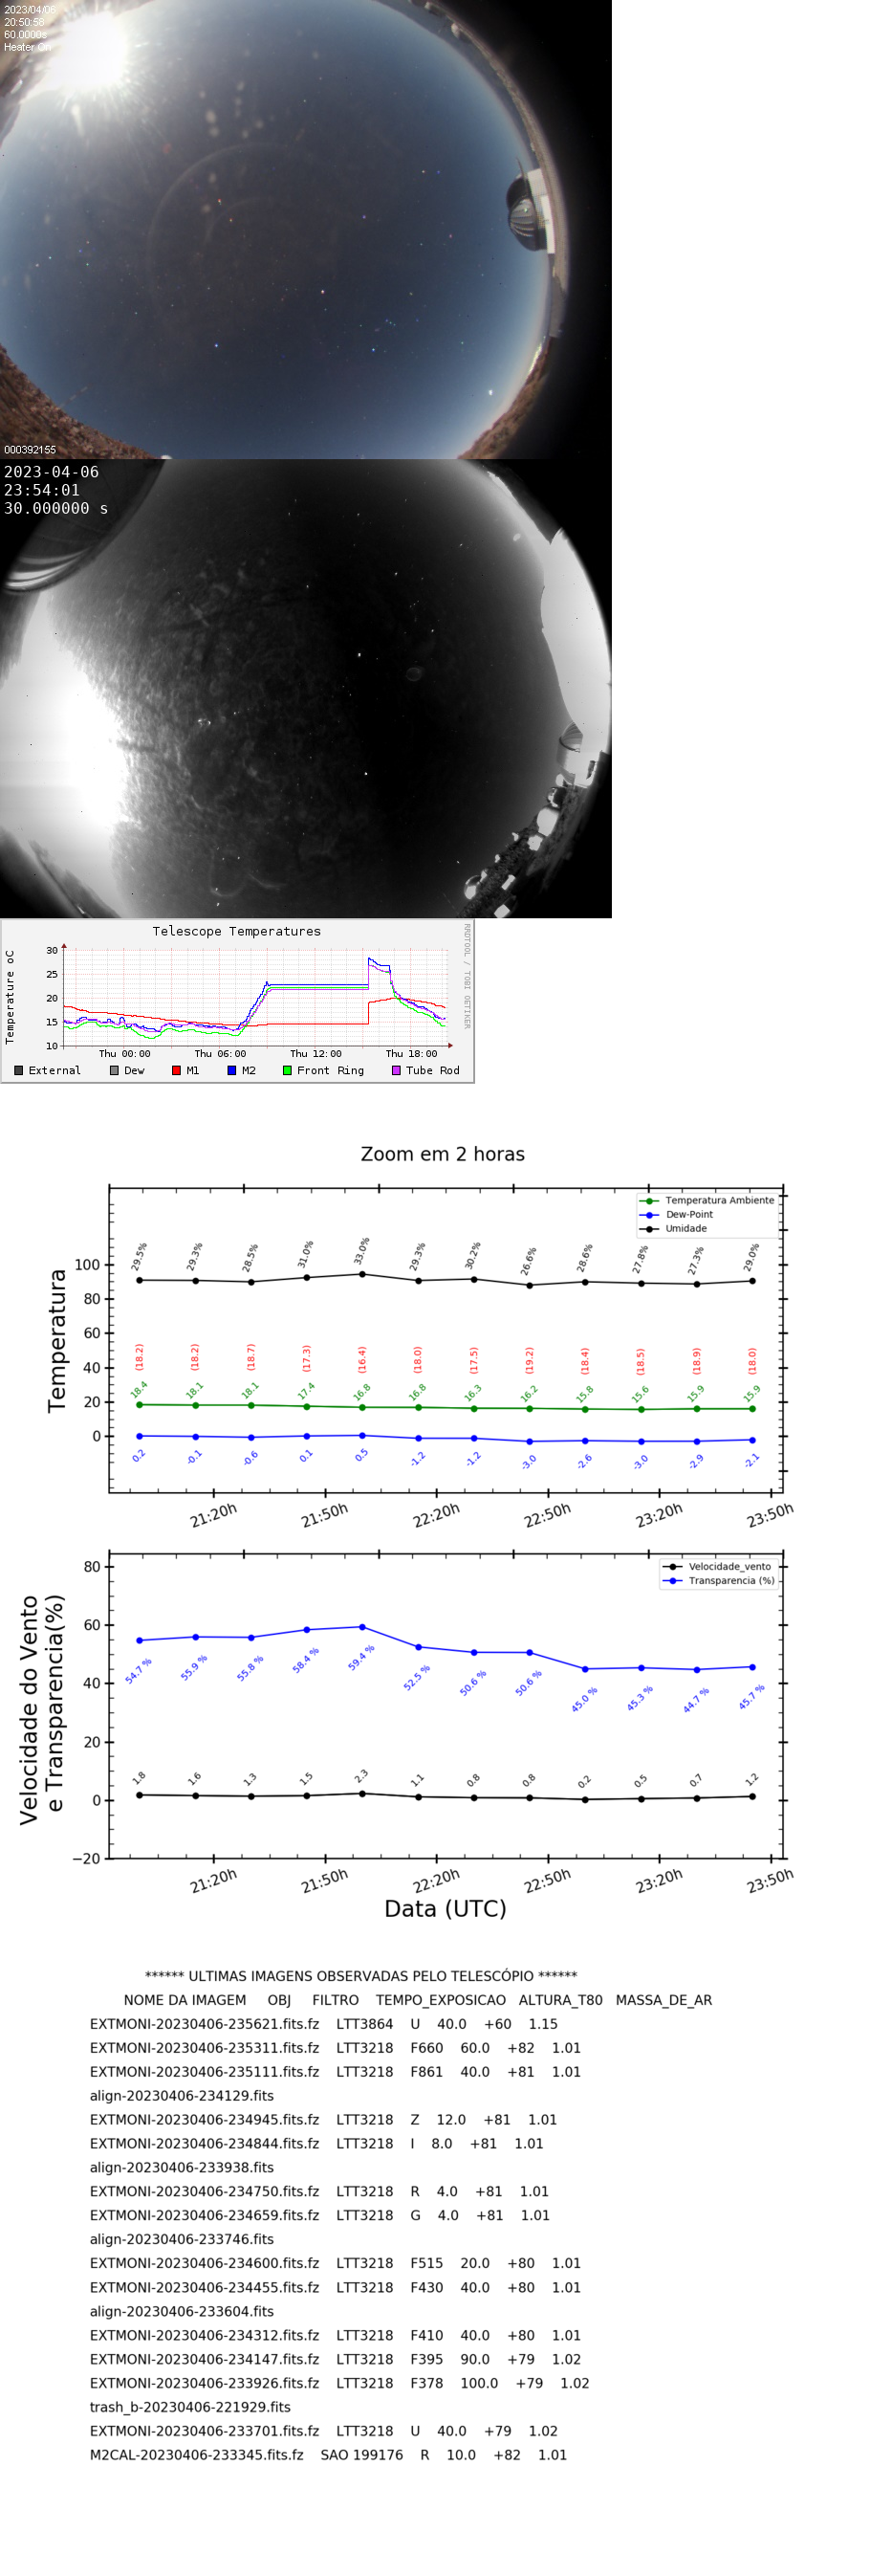 2023/04/06
20:50:58
60.0000s
Heater
000392155
2023-04-06
23:54:01
30.000000 s
Telescope Temperatures
RRDTOOL / TOBI OETIKER
Temperature oC
30
25
20
15
10
Thu 00:00 Thu 06:00 Thu 12:00 Thu 18:00
External Dew M1 M2 Front Ring Tube Rod
Zoom em 2 horas
Temperatura Ambiente
Dew-Point
Umidade
Temperatura
100
80
60
40
20
0
29.5% 29.3% 28.5% 31.0% 33.0% 29.3% 30.2% 26.6% 28.6% 27.8% 27.3% 29.0%
(18.2) (18.2) (18.7) (17.3) (16.4) (18.0) (17.5) (19.2) (18.4) (18.5) (18.9) (18.0)
18.4 18.1 18.1 17.4 16.8 16.8 16.3 16.2 15.8 15.6 15.9 15.9
0.2 -0.1 -0.6 0.1 0.5 -1.2 -1.2 -3.0 -2.6 -3.0 -2.9 -2.1
21:20h 21:50h 22:20h 22:50h 23:20h 23:50h
Velocidade_vento
Transparencia (%)
Velocidade do Vento
e Transparencia(%)
80
60
40
20
0
−20
54.7 % 55.9 % 55.8 % 58.4 % 59.4 % 52.5 % 50.6 % 50.6 % 45.0 % 45.3 % 44.7 % 45.7 %
1.8 1.6 1.3 1.5 2.3 1.1 0.8 0.8 0.2 0.5 0.7 1.2
21:20h 21:50h 22:20h 22:50h 23:20h 23:50h
Data (UTC)
****** ULTIMAS IMAGENS OBSERVADAS PELO TELESCÓPIO ******
NOME DA IMAGEM OBJ FILTRO TEMPO_EXPOSICAO ALTURA_T80 MASSA_DE_AR
EXTMONI-20230406-235621.fits.fz LTT3864 U 40.0 +60 1.15
EXTMONI-20230406-235311.fits.fz LTT3218 F660 60.0 +82 1.01
EXTMONI-20230406-235111.fits.fz LTT3218 F861 40.0 +81 1.01
align-20230406-234129.fits
EXTMONI-20230406-234945.fits.fz LTT3218 Z 12.0 +81 1.01
EXTMONI-20230406-234844.fits.fz LTT3218 I 8.0 +81 1.01
align-20230406-233938.fits
EXTMONI-20230406-234750.fits.fz LTT3218 R 4.0 +81 1.01
EXTMONI-20230406-234659.fits.fz LTT3218 G 4.0 +81 1.01
align-20230406-233746.fits
EXTMONI-20230406-234600.fits.fz LTT3218 F515 20.0 +80 1.01
EXTMONI-20230406-234455.fits.fz LTT3218 F430 40.0 +80 1.01
align-20230406-233604.fits
EXTMONI-20230406-234312.fits.fz LTT3218 F410 40.0 +80 1.01
EXTMONI-20230406-234147.fits.fz LTT3218 F395 90.0 +79 1.02
EXTMONI-20230406-233926.fits.fz LTT3218 F378 100.0 +79 1.02
trash_b-20230406-221929.fits
EXTMONI-20230406-233701.fits.fz LTT3218 U 40.0 +79 1.02
M2CAL-20230406-233345.fits.fz SAO 199176 R 10.0 +82 1.01